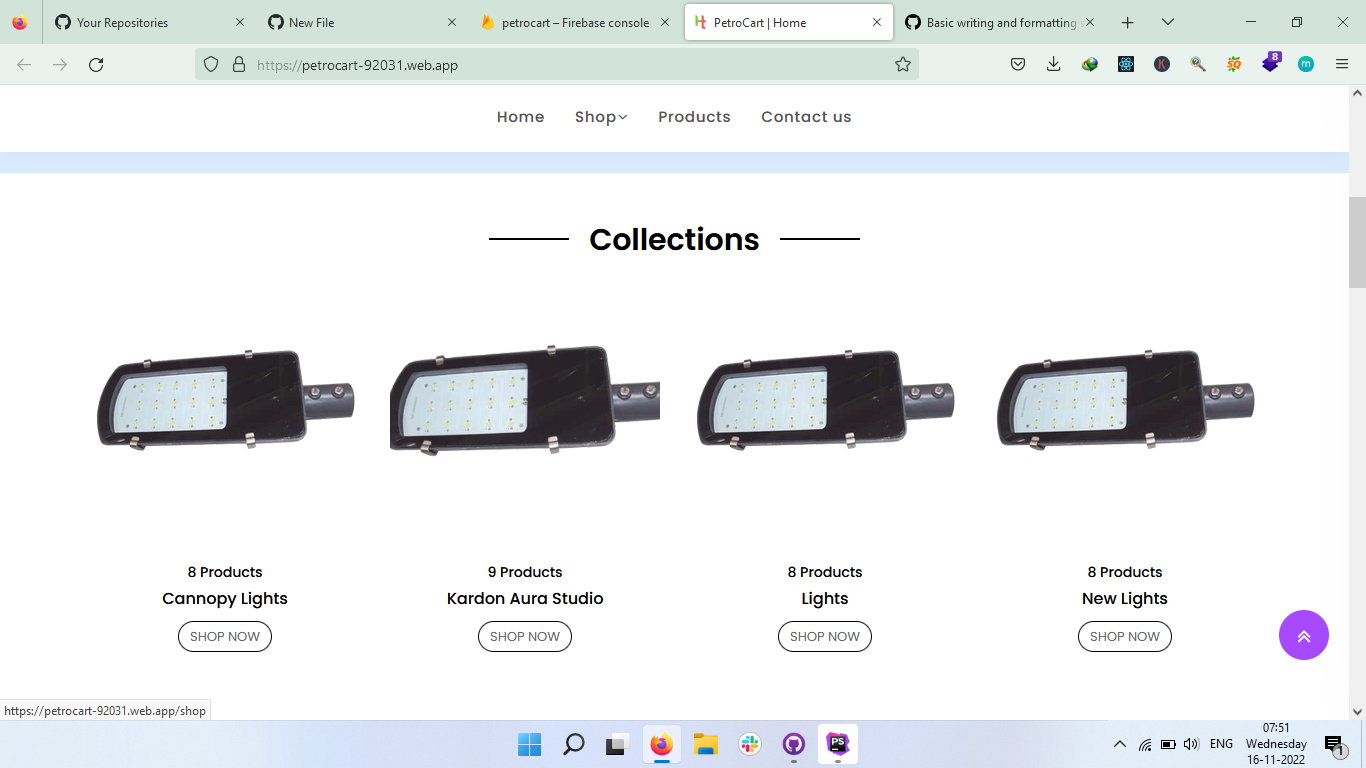 Your Repositories
New File
petrocart – Firebase console
PetroCart | Home
Basic writing and formatting s
https://petrocart-92031.web.app
8
m
Home Shop Products Contact us
Collections
8 Products
Cannopy Lights
SHOP NOW
9 Products
Kardon Aura Studio
SHOP NOW
8 Products
Lights
SHOP NOW
8 Products
New Lights
SHOP NOW
https://petrocart-92031.web.app/shop
PS
ENG
07:51
Wednesday
16-11-2022
1